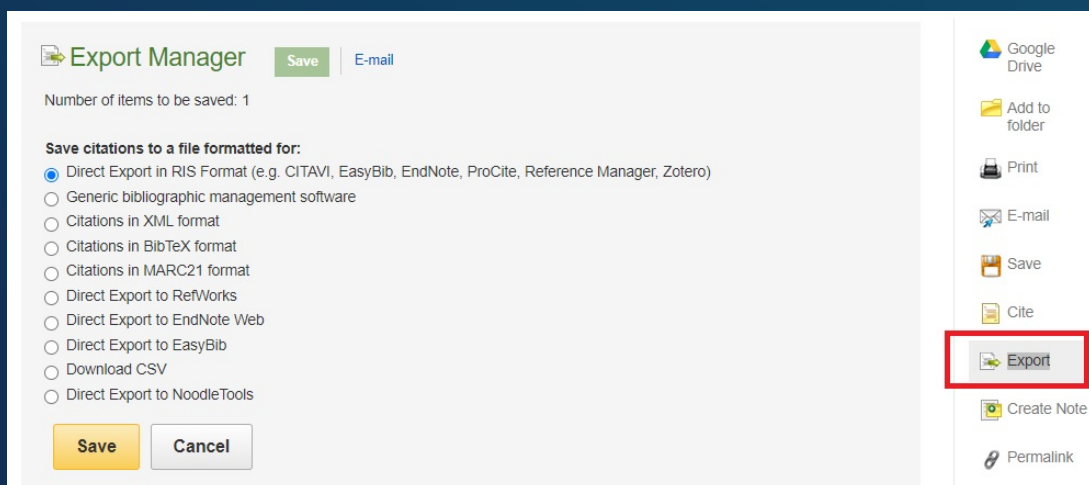 Export Manager Save E-mail
Number of items to be saved: 1
Save citations to a file formatted for:
Direct Export in RIS Format (e.g. CITAVI, EasyBib, EndNote, ProCite, Reference Manager, Zotero)
Generic bibliographic management software
Citations in XML format
Citations in BibTeX format
Citations in MARC21 format
Direct Export to RefWorks
Direct Export to EndNote Web
Direct Export to EasyBib
Download CSV
Direct Export to NoodleTools
Save Cancel
Google
Drive
Add to
folder
Print
E-mail
Save
Cite
Export
Create Note
Permalink